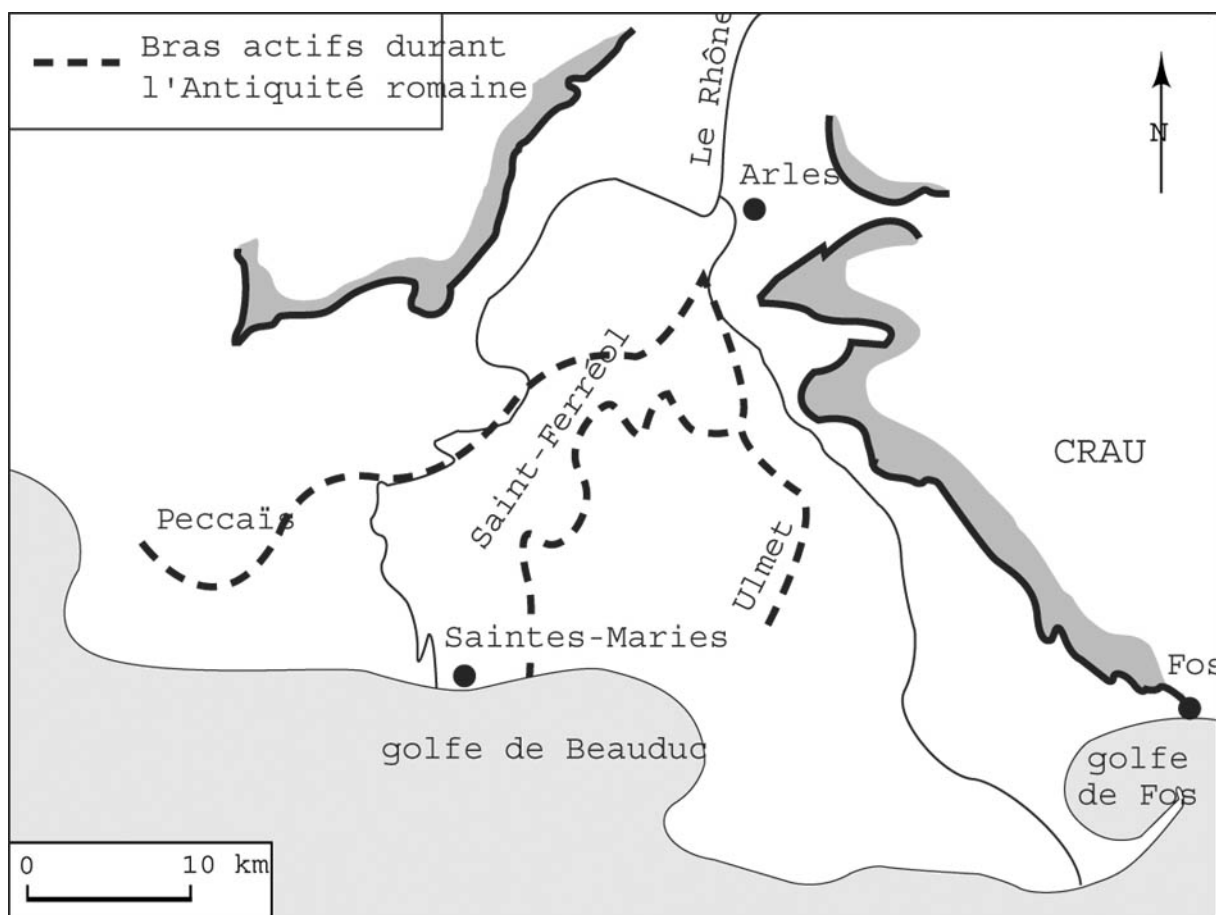 Bras actifs durant
l'Antiquité romaine
Le Rhône
N
Arles
Saint-Ferréol
CRAU
Peccaïs
Ulmet
Saintes-Maries
Fos
golfe de Beauduc
golfe
de Fos
0 10 km